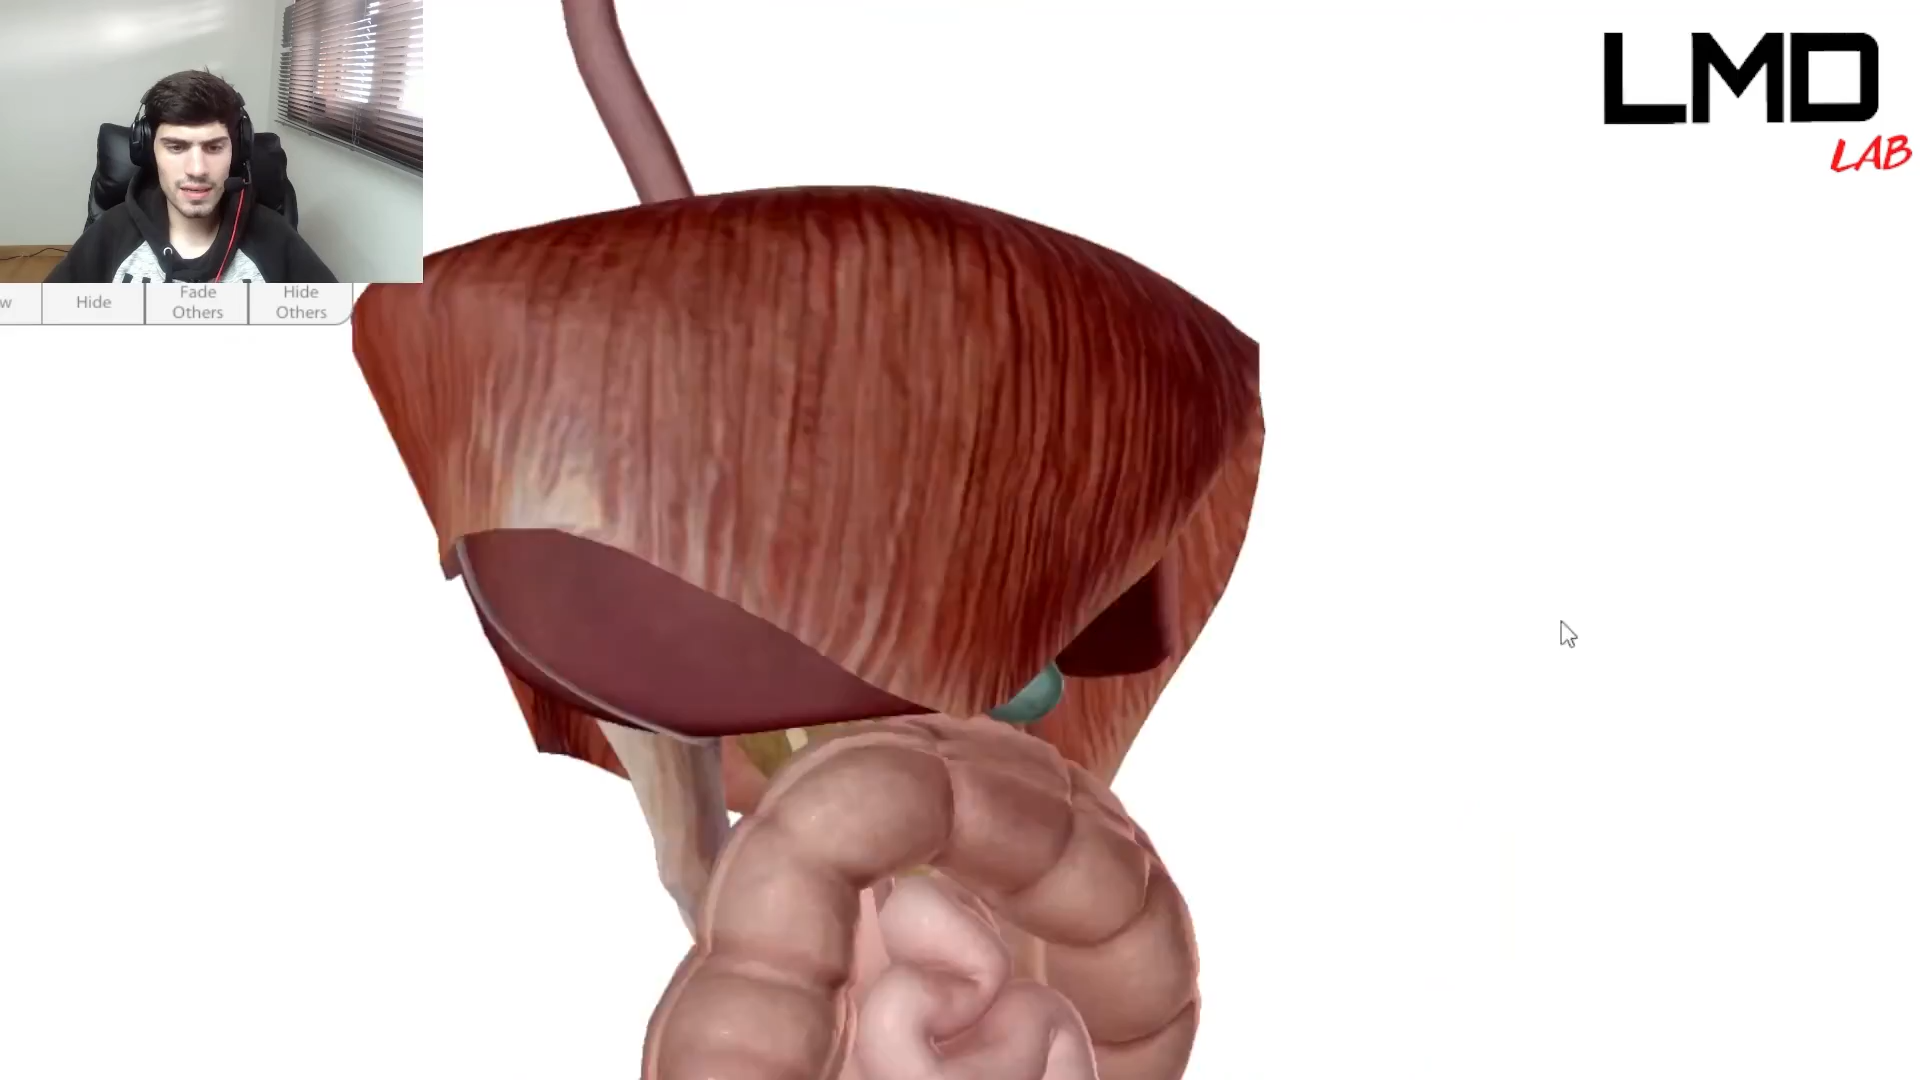 LMD
LAB
w
Hide
Fade
Others
Hide
Others